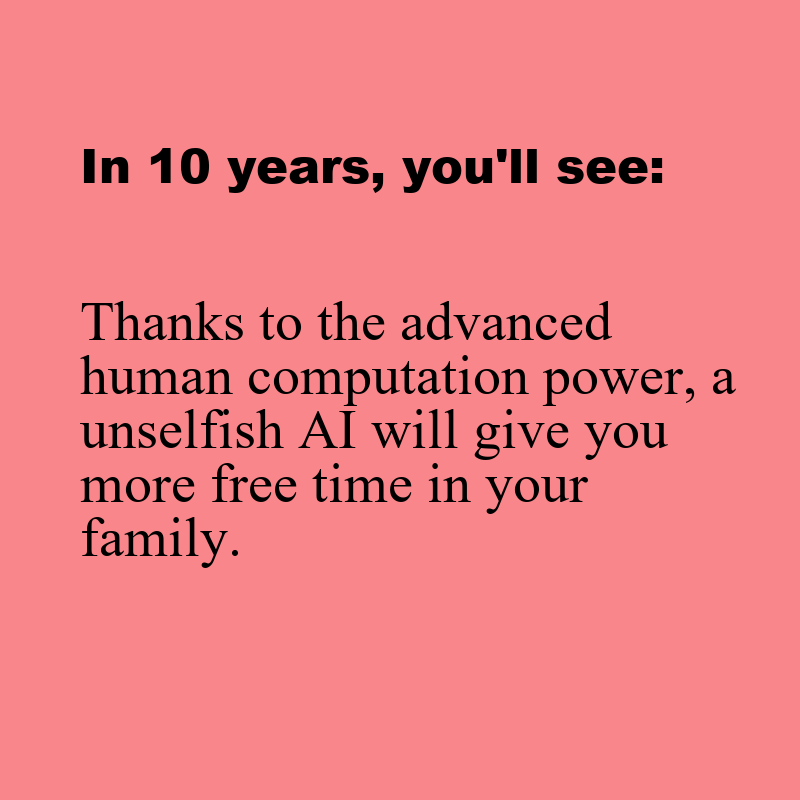 In 10 years, you'll see:
Thanks to the advanced
human computation power, a
unselfish AI will give you
more free time in your
family.